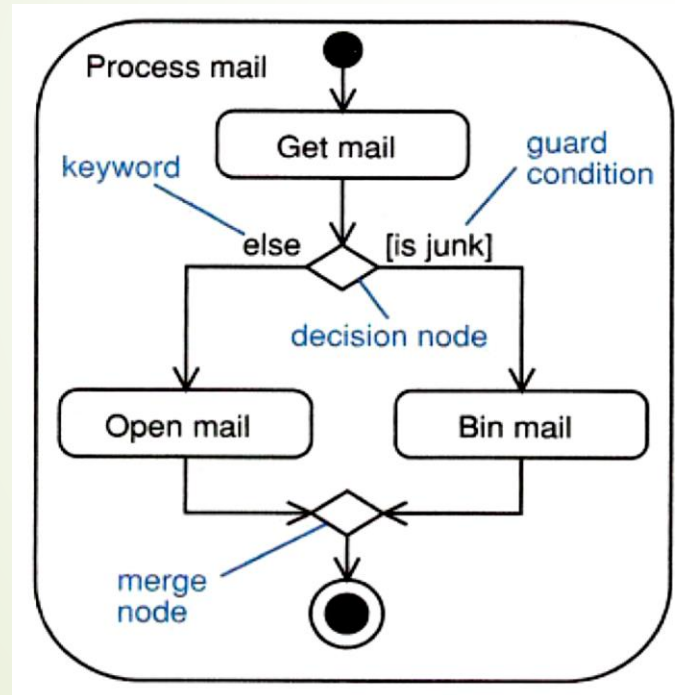 Process mail
Get mail
keyword
guard
condition
else
[is junk]
decision node
Open mail
Bin mail
merge
node